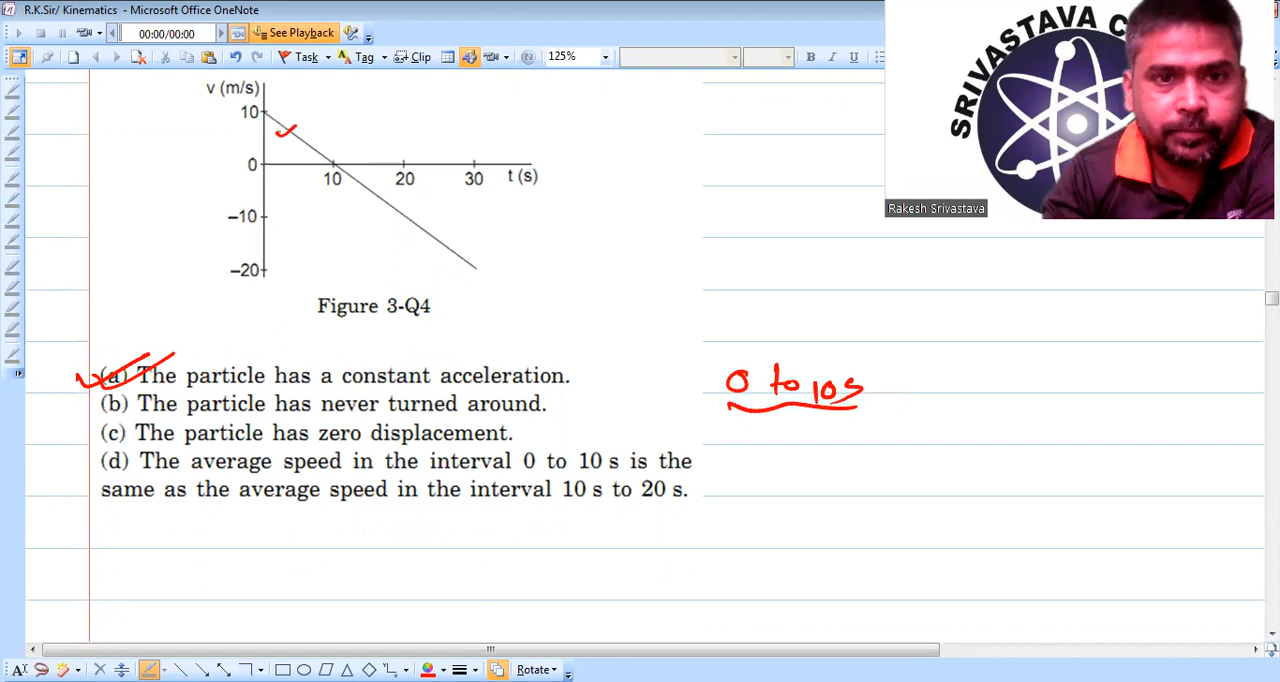 R.K.Sir/ Kinematics - Microsoft Office OneNote
00:00/00:00
See Playback
Task
Tag
Clip
125%
B I U
SRIVASTAVA C
Rakesh Srivastava
v (m/s)
10
0
10 20 30 t (s)
–10
–20
Figure 3-Q4
(a) The particle has a constant acceleration.
(b) The particle has never turned around.
(c) The particle has zero displacement.
(d) The average speed in the interval 0 to 10 s is the
same as the average speed in the interval 10 s to 20 s.
0 to 10s
Rotate